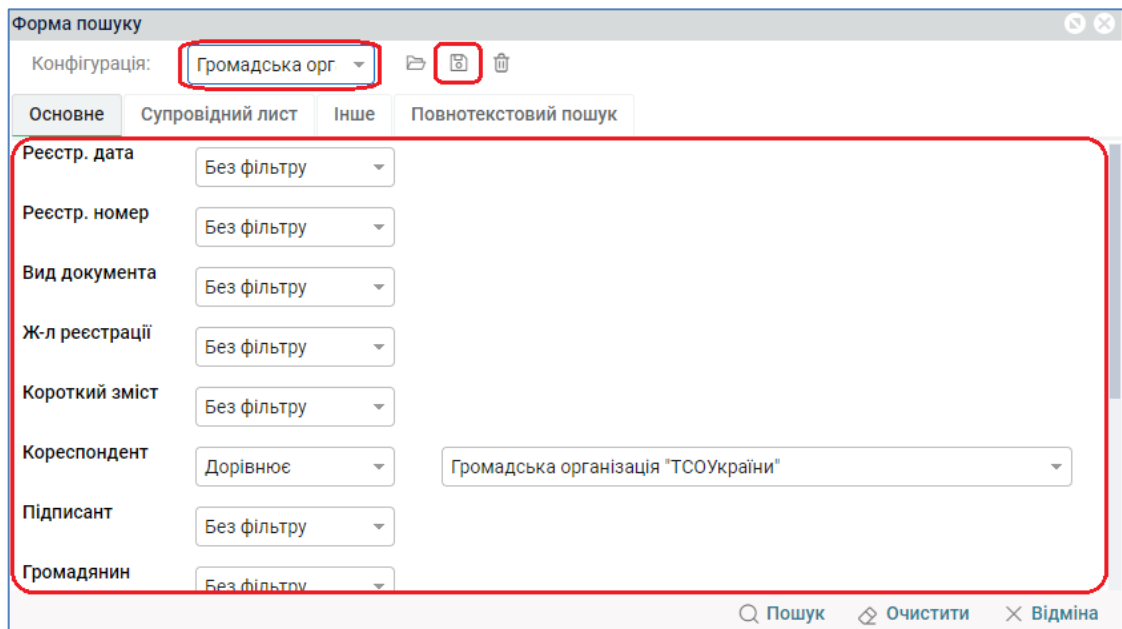 Форма пошуку
Конфігурація: Громадська орг
Основне Супровідний лист Інше Повнотекстовий пошук
Реєстр. дата Без фільтру
Реєстр. номер Без фільтру
Вид документа Без фільтру
Ж-л реєстрації Без фільтру
Короткий зміст Без фільтру
Кореспондент Дорівнює Громадська організація "ТСОУкраїни"
Підписант Без фільтру
Громадянин Без фільтру
Пошук Очистити Відміна